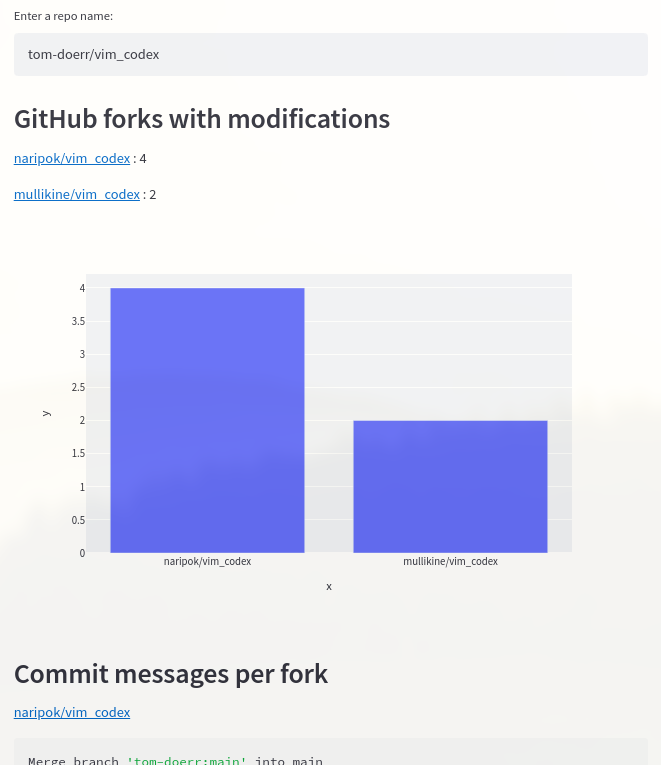 Enter a repo name:
tom-doerr/vim_codex
GitHub forks with modifications
naripok/vim_codex : 4
mullikine/vim_codex : 2
4
3.5
3
2.5
2
1.5
1
0.5
0
y
naripok/vim_codex mullikine/vim_codex
x
Commit messages per fork
naripok/vim_codex
Merge branch 'tom-doerr:main' into main